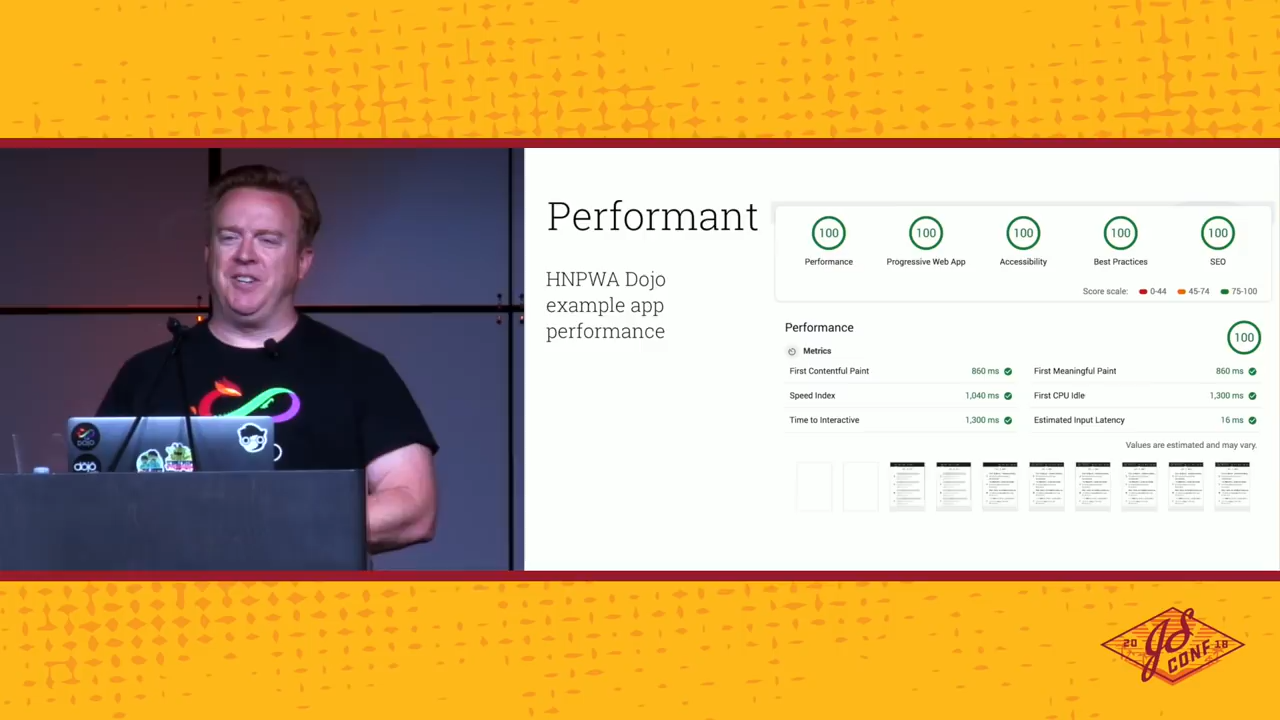 Performant
HNPWA Dojo
example app
performance
100 100 100 100 100
Performance Progressive Web App Accessibility Best Practices SEO
Score scale: 0-44 45-74 75-100
Performance
100
Metrics
First Contentful Paint 860 ms First Meaningful Paint 860 ms
Speed Index 1,040 ms First CPU Idle 1,300 ms
Time to Interactive 1,300 ms Estimated Input Latency 16 ms
Values are estimated and may vary.
DOJO
dojo
20 JS 18
CONF